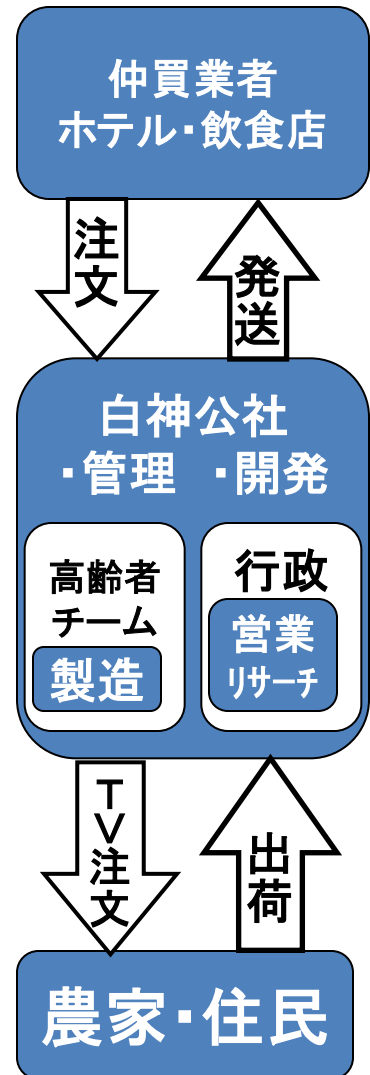 仲買業者
ホテル・飲食店
注文
発送
白神公社
・管理　・開発
高齢者
チーム
製造
行政
営業
リサーチ
TV注文
出荷
農家・住民